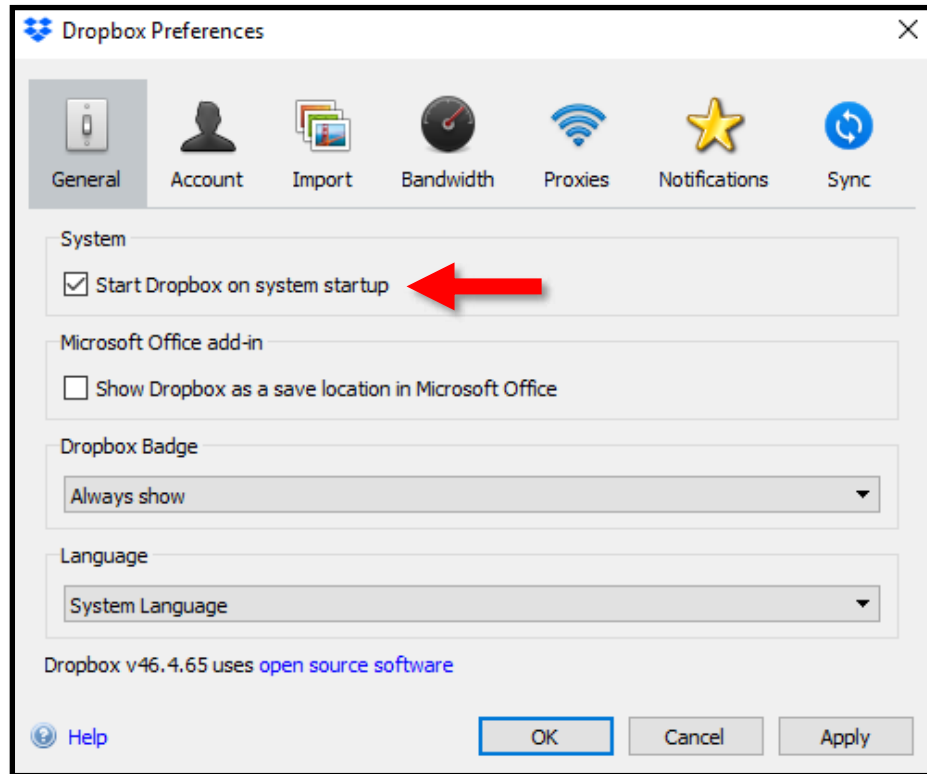 Dropbox Preferences
General Account Import Bandwidth Proxies Notifications Sync
System
Start Dropbox on system startup
Microsoft Office add-in
Show Dropbox as a save location in Microsoft Office
Dropbox Badge
Always show
Language
System Language
Dropbox v46.4.65 uses open source software
Help OK Cancel Apply